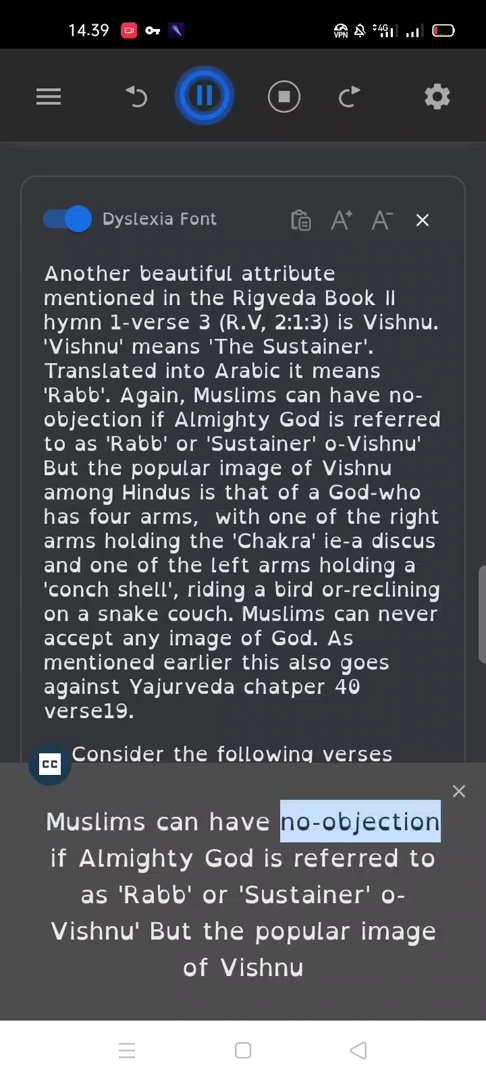 14.39
VPN
4G
Dyslexia Font
A+
A-
Another beautiful attribute
mentioned in the Rigveda Book II
hymn 1-verse 3 (R.V, 2:1:3) is Vishnu.
'Vishnu' means 'The Sustainer'.
Translated into Arabic it means
'Rabb'. Again, Muslims can have no-
objection if Almighty God is referred
to as 'Rabb' or 'Sustainer' o-Vishnu'
But the popular image of Vishnu
among Hindus is that of a God-who
has four arms,  with one of the right
arms holding the 'Chakra' ie-a discus
and one of the left arms holding a
'conch shell', riding a bird or-reclining
on a snake couch. Muslims can never
accept any image of God. As
mentioned earlier this also goes
against Yajurveda chatper 40
verse19.
Consider the following verses
CC
Muslims can have no-objection
if Almighty God is referred to
as 'Rabb' or 'Sustainer' o-
Vishnu' But the popular image
of Vishnu